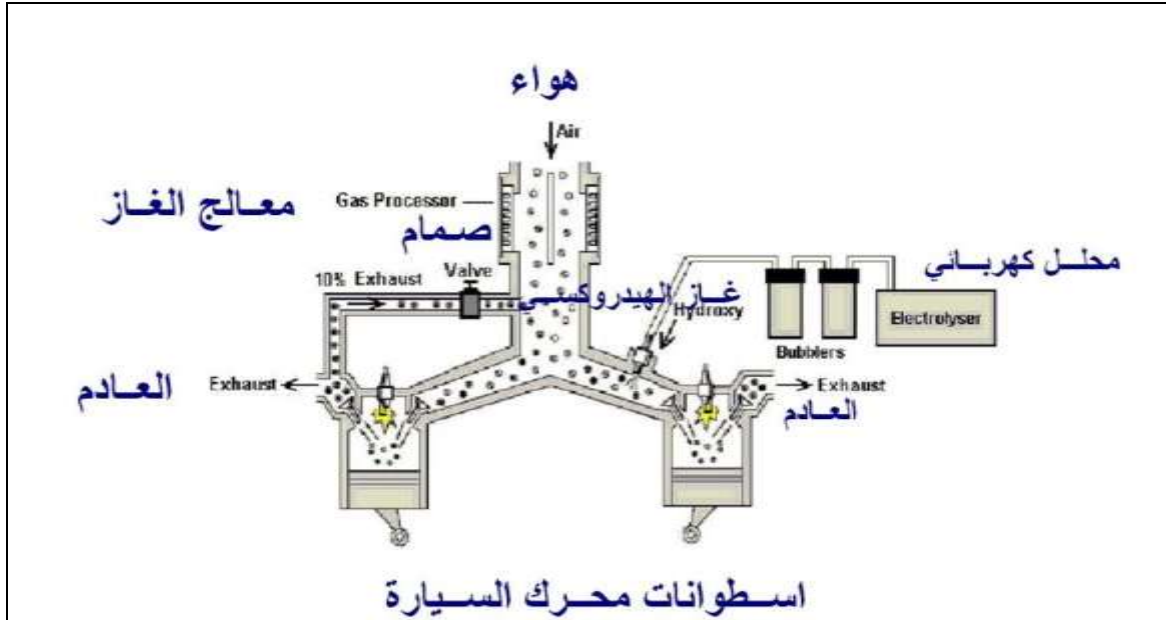 هواء
Air
معالج الغاز
Gas Processor
صمام
10% Exhaust
Valve
غاز الهيدروكسي
Hydroxy
محلل كهربائي
Electrolyser
Bubblers
العادم
Exhaust
Exhaust
العادم
اسطوانات محرك السيارة